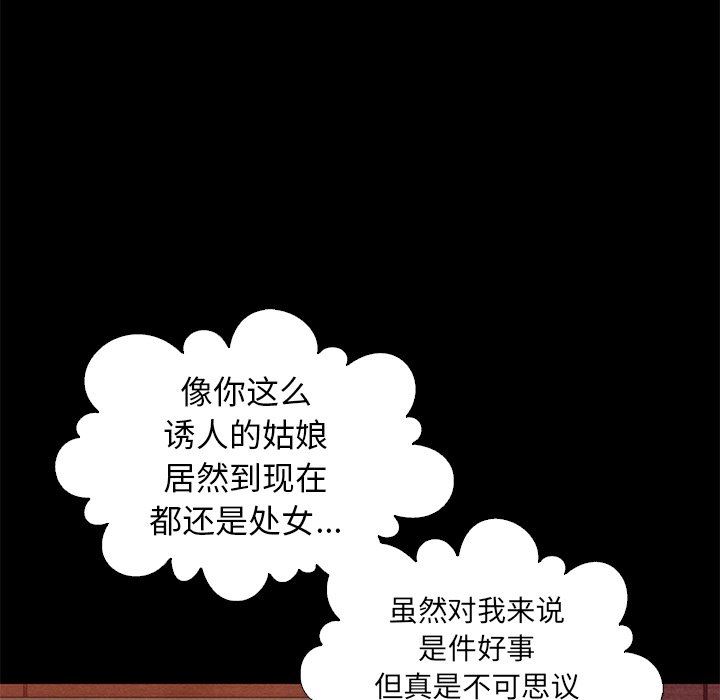 像你这么
诱人的姑娘
居然到现在
都还是处女...
虽然对我来说
是件好事
但真是不可思议